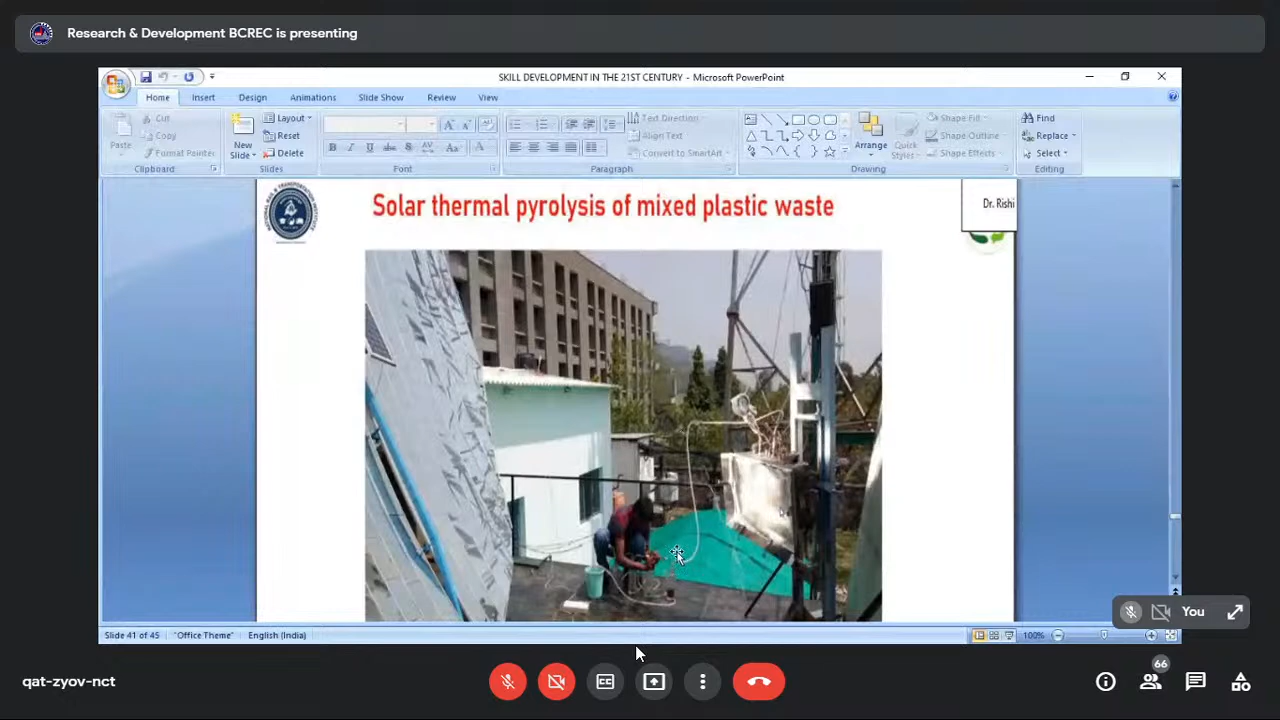 Research & Development BCREC is presenting
SKILL DEVELOPMENT IN THE 21ST CENTURY - Microsoft PowerPoint
Home Insert Design Animations Slide Show Review View
Paste
Cut
Copy
Format Painter
Clipboard
New Slide
Layout
Reset
Delete
Slides
Font
Text Direction
Align Text
Convert to SmartArt
Paragraph
Arrange
Quick Styles
Shape Fill
Shape Outline
Shape Effects
Drawing
Find
Replace
Select
Editing
Solar thermal pyrolysis of mixed plastic waste
Dr. Rishi
Slide 41 of 45 "Office Theme" English (India) 100%
You
qat-zyov-nct
66